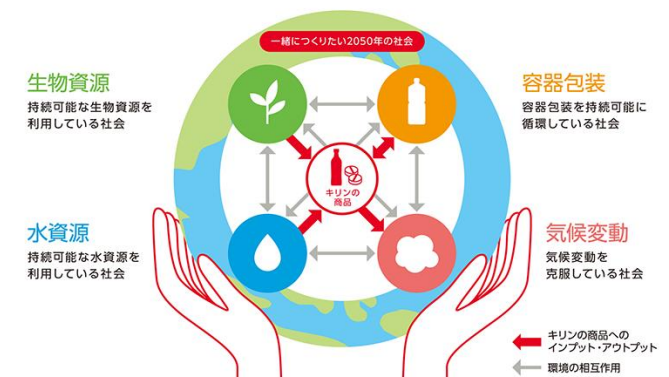 一緒につくりたい2050年の社会
生物資源
持続可能な生物資源を
利用している社会
容器包装
容器包装を持続可能に
循環している社会
キリンの
商品
水資源
持続可能な水資源を
利用している社会
気候変動
気候変動を
克服している社会
キリンの商品への
インプット・アウトプット
環境の相互作用